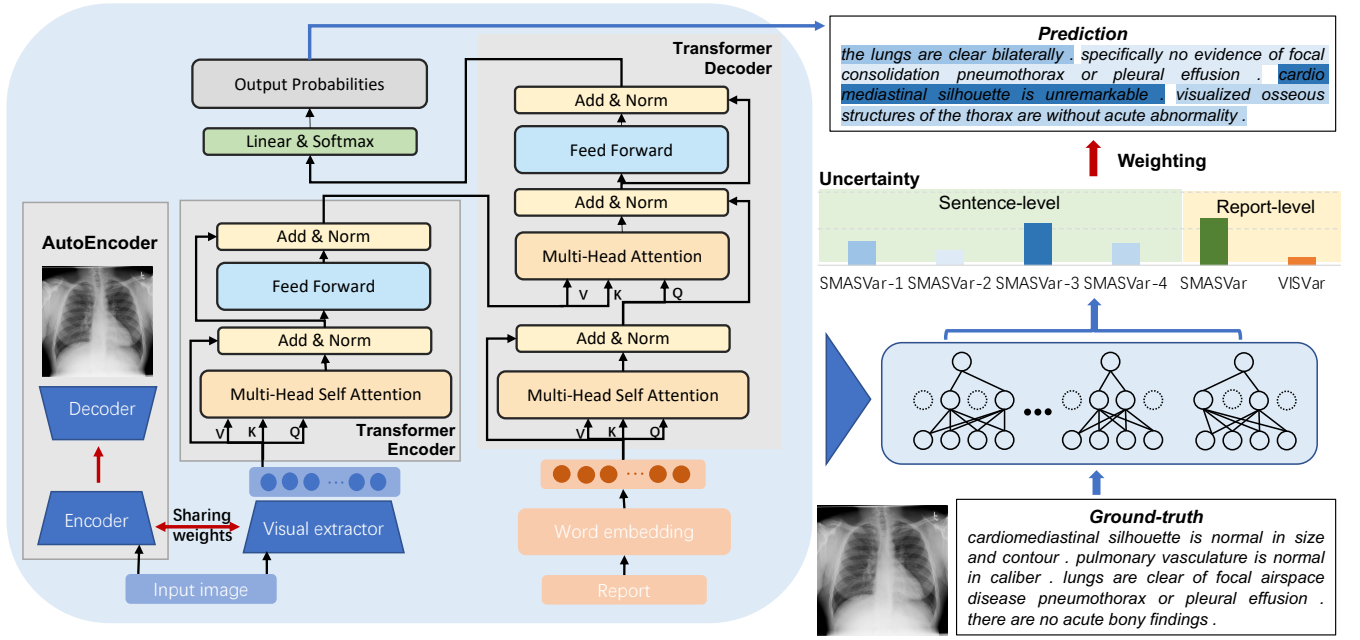 Transformer
Decoder
Output Probabilities
Linear & Softmax
Add & Norm
Feed Forward
Add & Norm
Multi-Head Attention
V
K
Q
Add & Norm
Multi-Head Self Attention
V
K
Q
Word embedding
Report
AutoEncoder
Decoder
Encoder
Sharing
weights
Input image
Add & Norm
Feed Forward
Add & Norm
Multi-Head Self Attention
V
K
Q
Transformer
Encoder
Visual extractor
Prediction
the lungs are clear bilaterally . specifically no evidence of focal
consolidation pneumothorax or pleural effusion . cardio
mediastinal silhouette is unremarkable . visualized osseous
structures of the thorax are without acute abnormality .
Weighting
Uncertainty
Sentence-level
Report-level
SMASVar-1 SMASVar-2 SMASVar-3 SMASVar-4 SMASVar VISVar
Ground-truth
cardiomediastinal silhouette is normal in size
and contour . pulmonary vasculature is normal
in caliber . lungs are clear of focal airspace
disease pneumothorax or pleural effusion .
there are no acute bony findings .